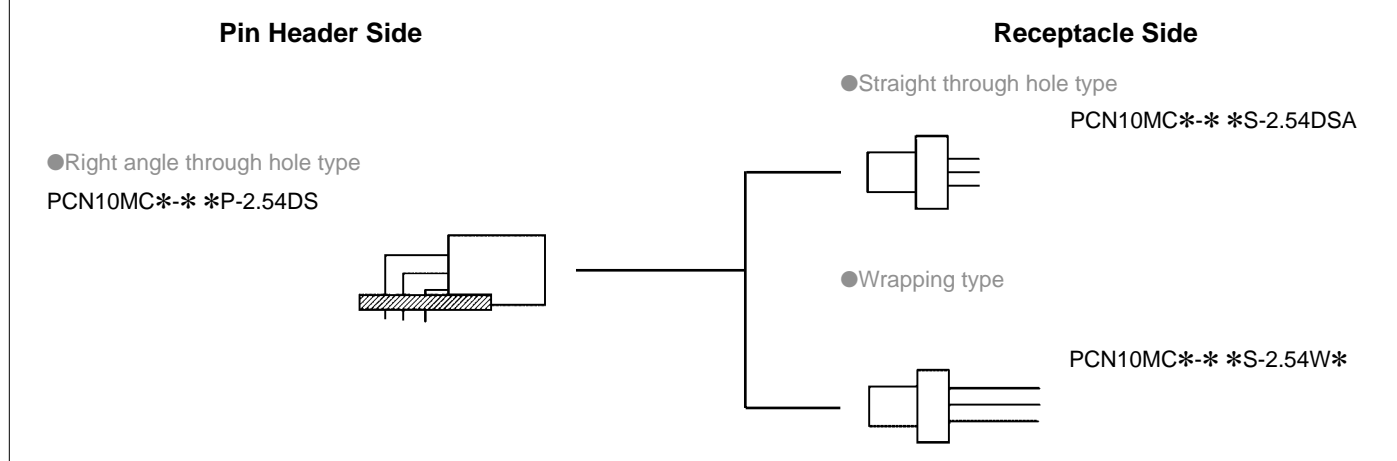 Pin Header Side
Receptacle Side
●Right angle through hole type
PCN10MC✻-✻ ✻P-2.54DS
●Straight through hole type
PCN10MC✻-✻ ✻S-2.54DSA
●Wrapping type
PCN10MC✻-✻ ✻S-2.54W✻